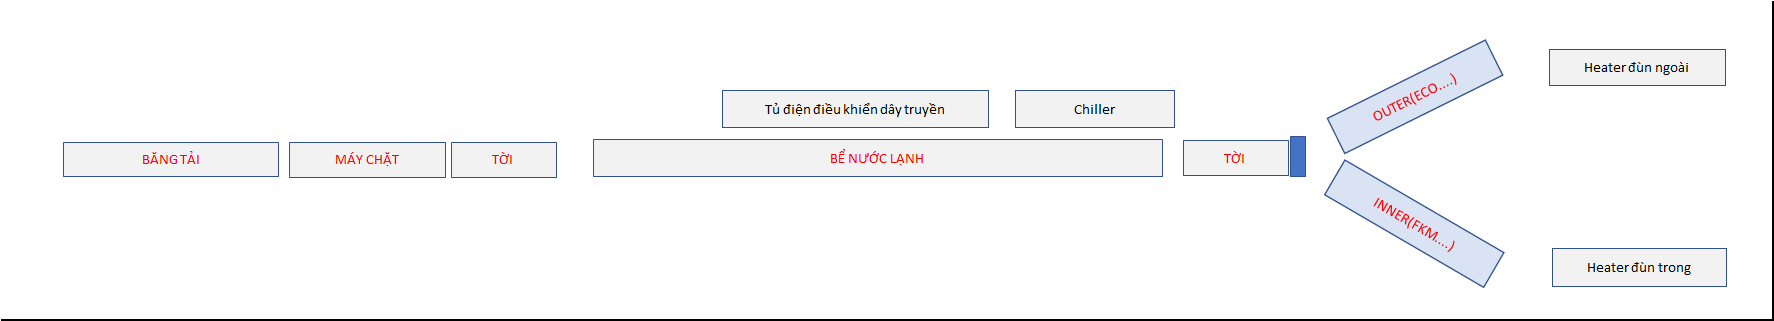 Heater đùn ngoài
OUTER(ECO....)
Tủ điện điều khiển dây truyền
Chiller
BĂNG TẢI
MÁY CHẶT
TỜI
BỂ NƯỚC LẠNH
TỜI
INNER(FKM....)
Heater đùn trong